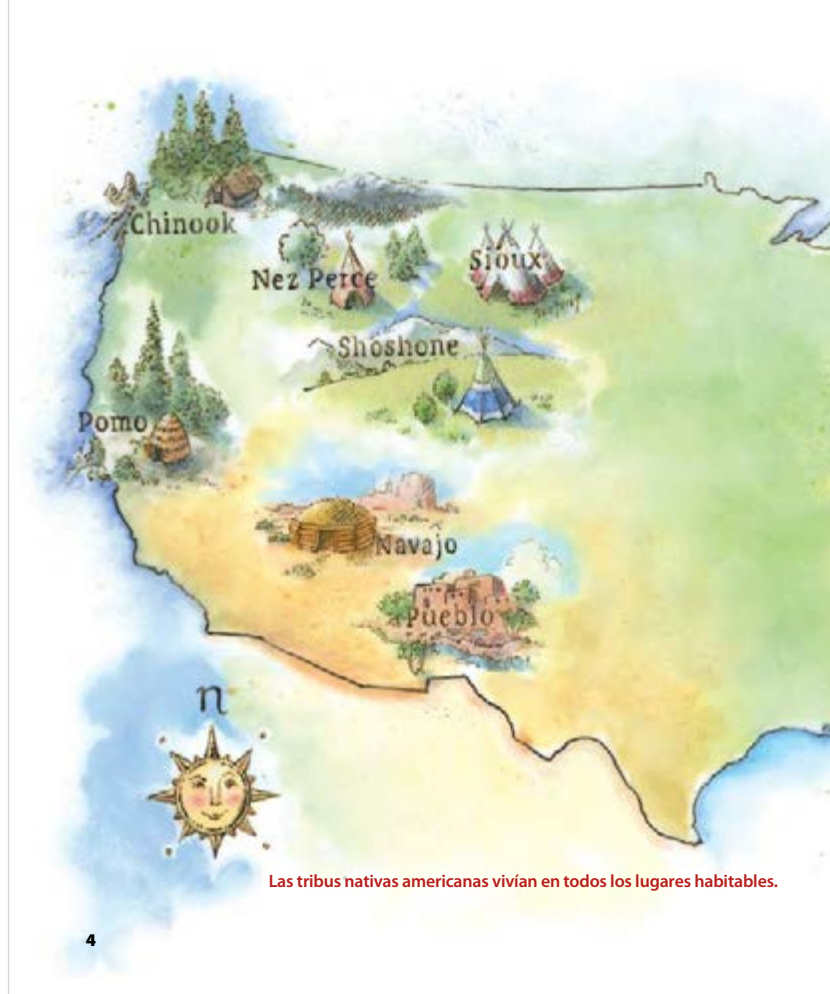 Chinook
Nez Perce
Sioux
Shoshone
Pomo
Navajo
Pueblo
n
Las tribus nativas americanas vivían en todos los lugares habitables.
4